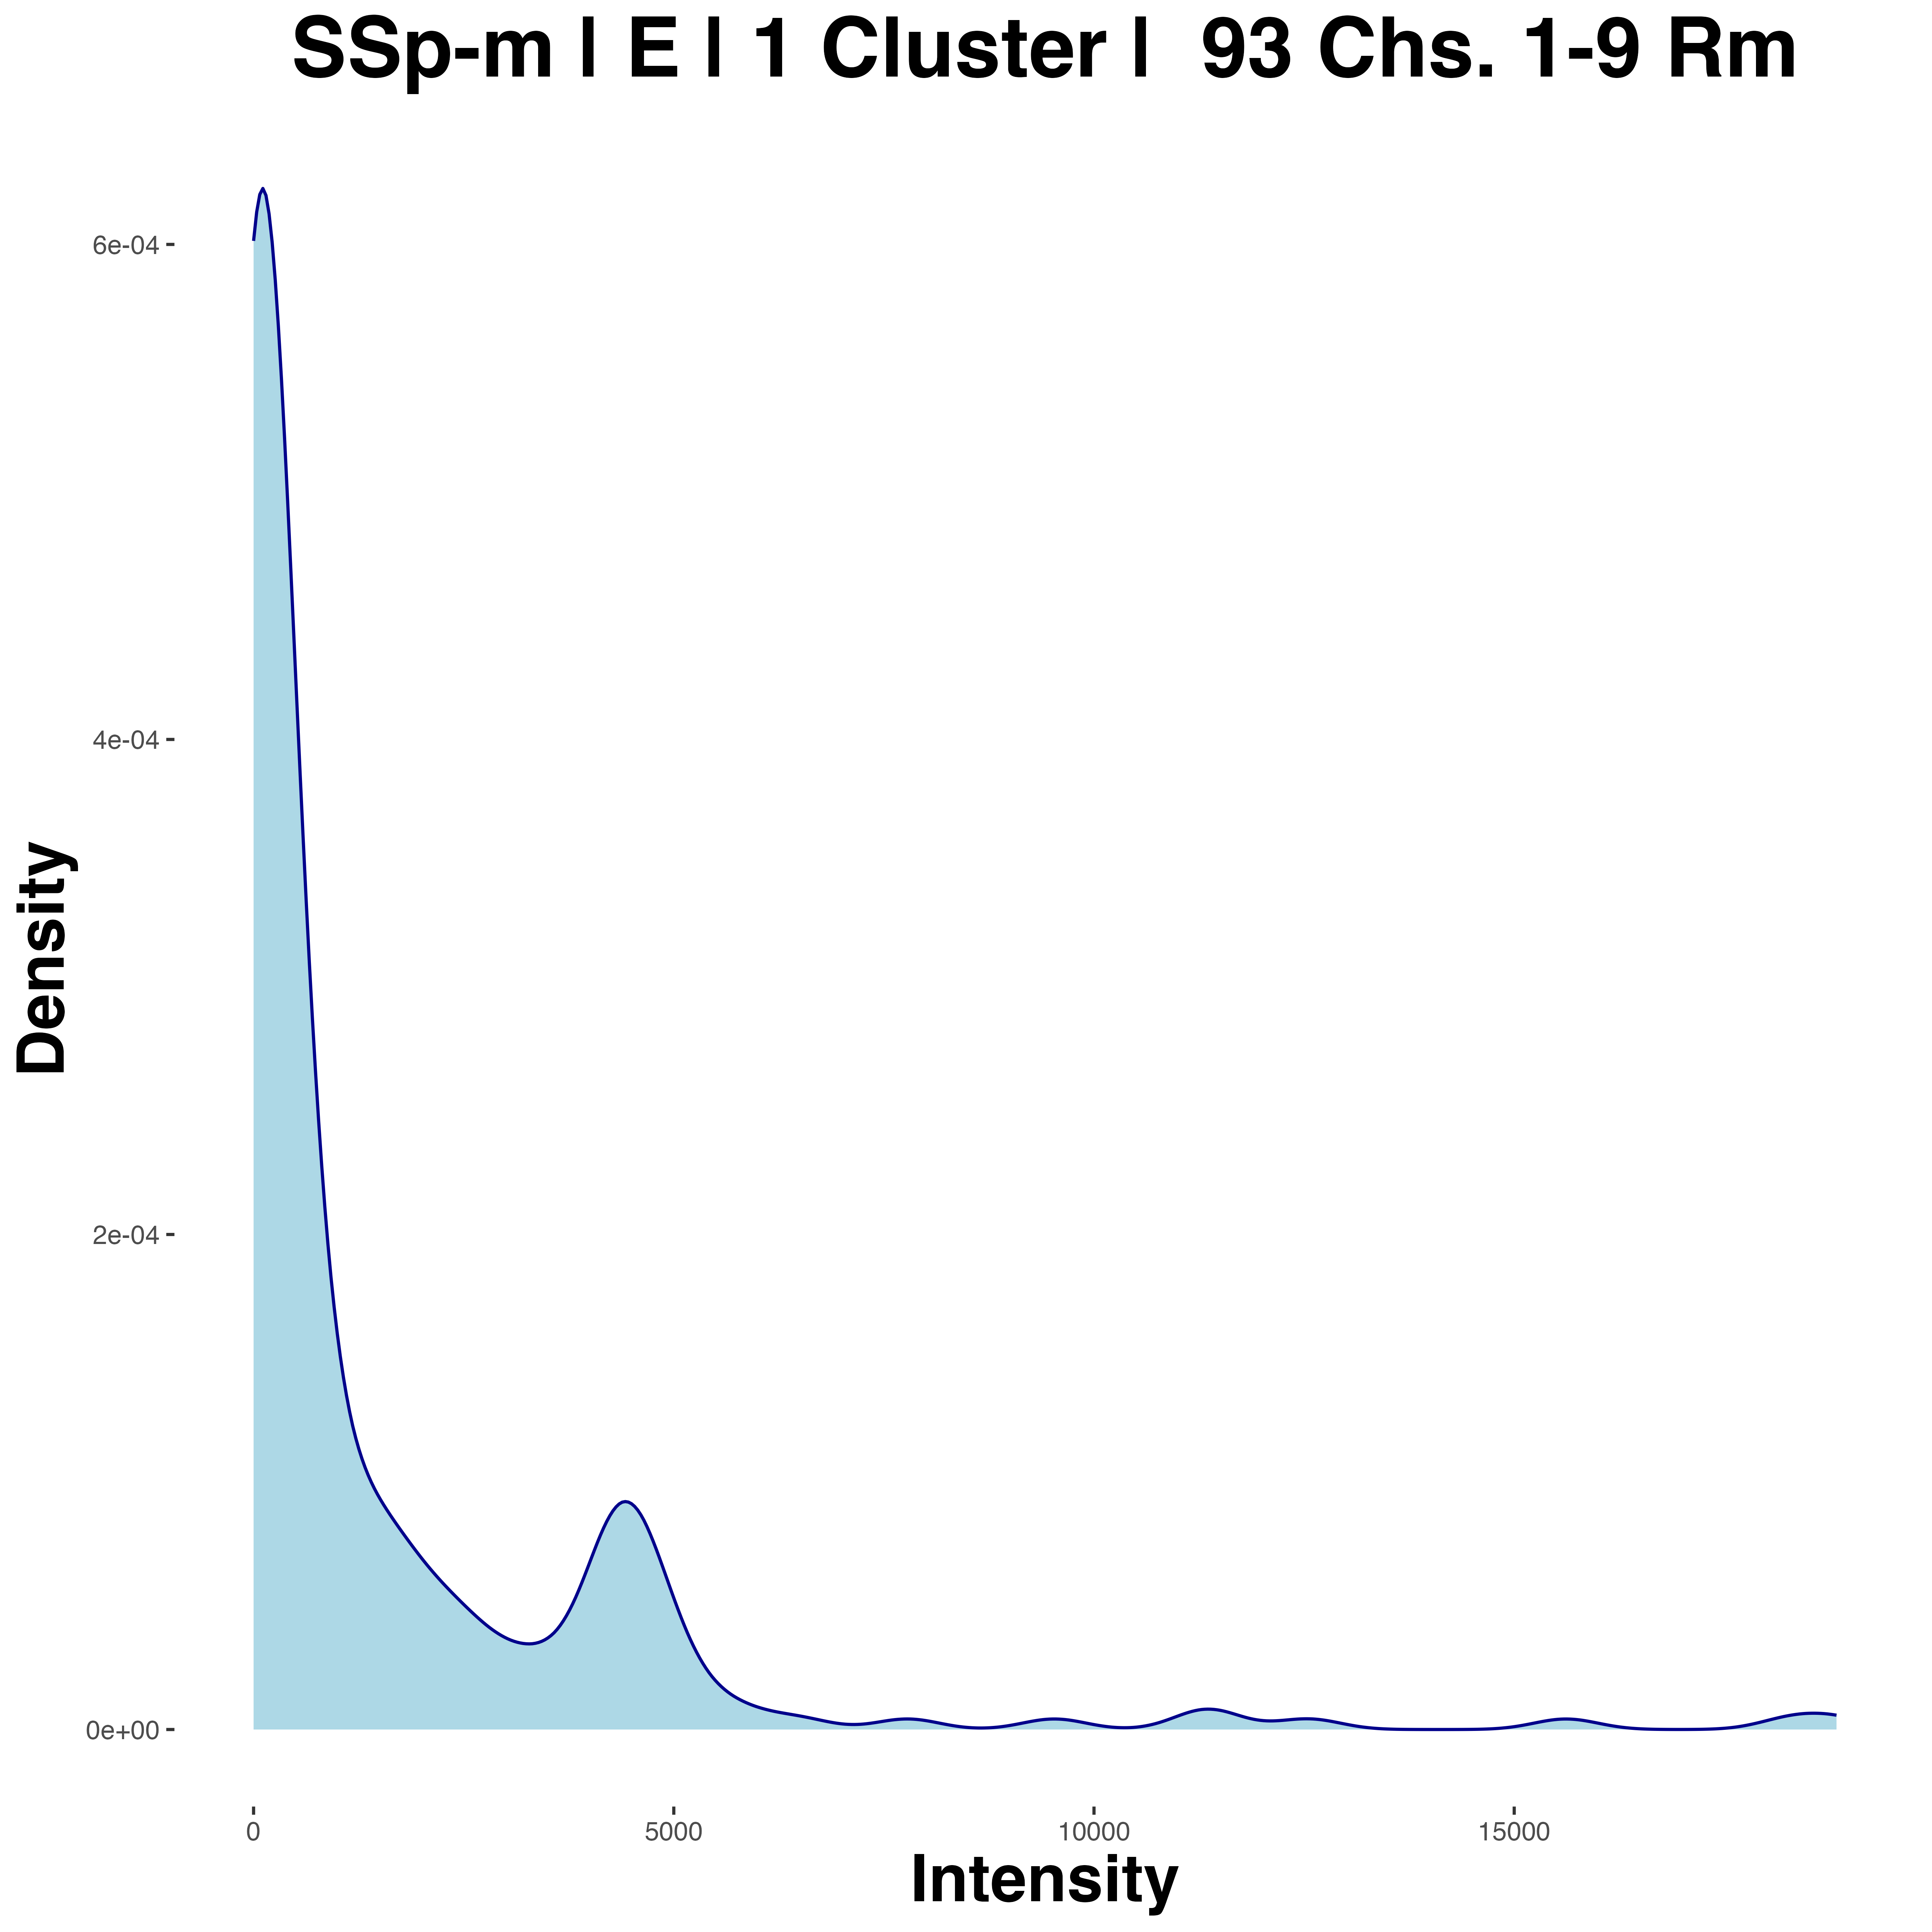 SSp-m | E | 1 Cluster |  93 Chs. 1-9 Rm
6e-04
4e-04
2e-04
0e+00
Density
0 5000 10000 15000
Intensity